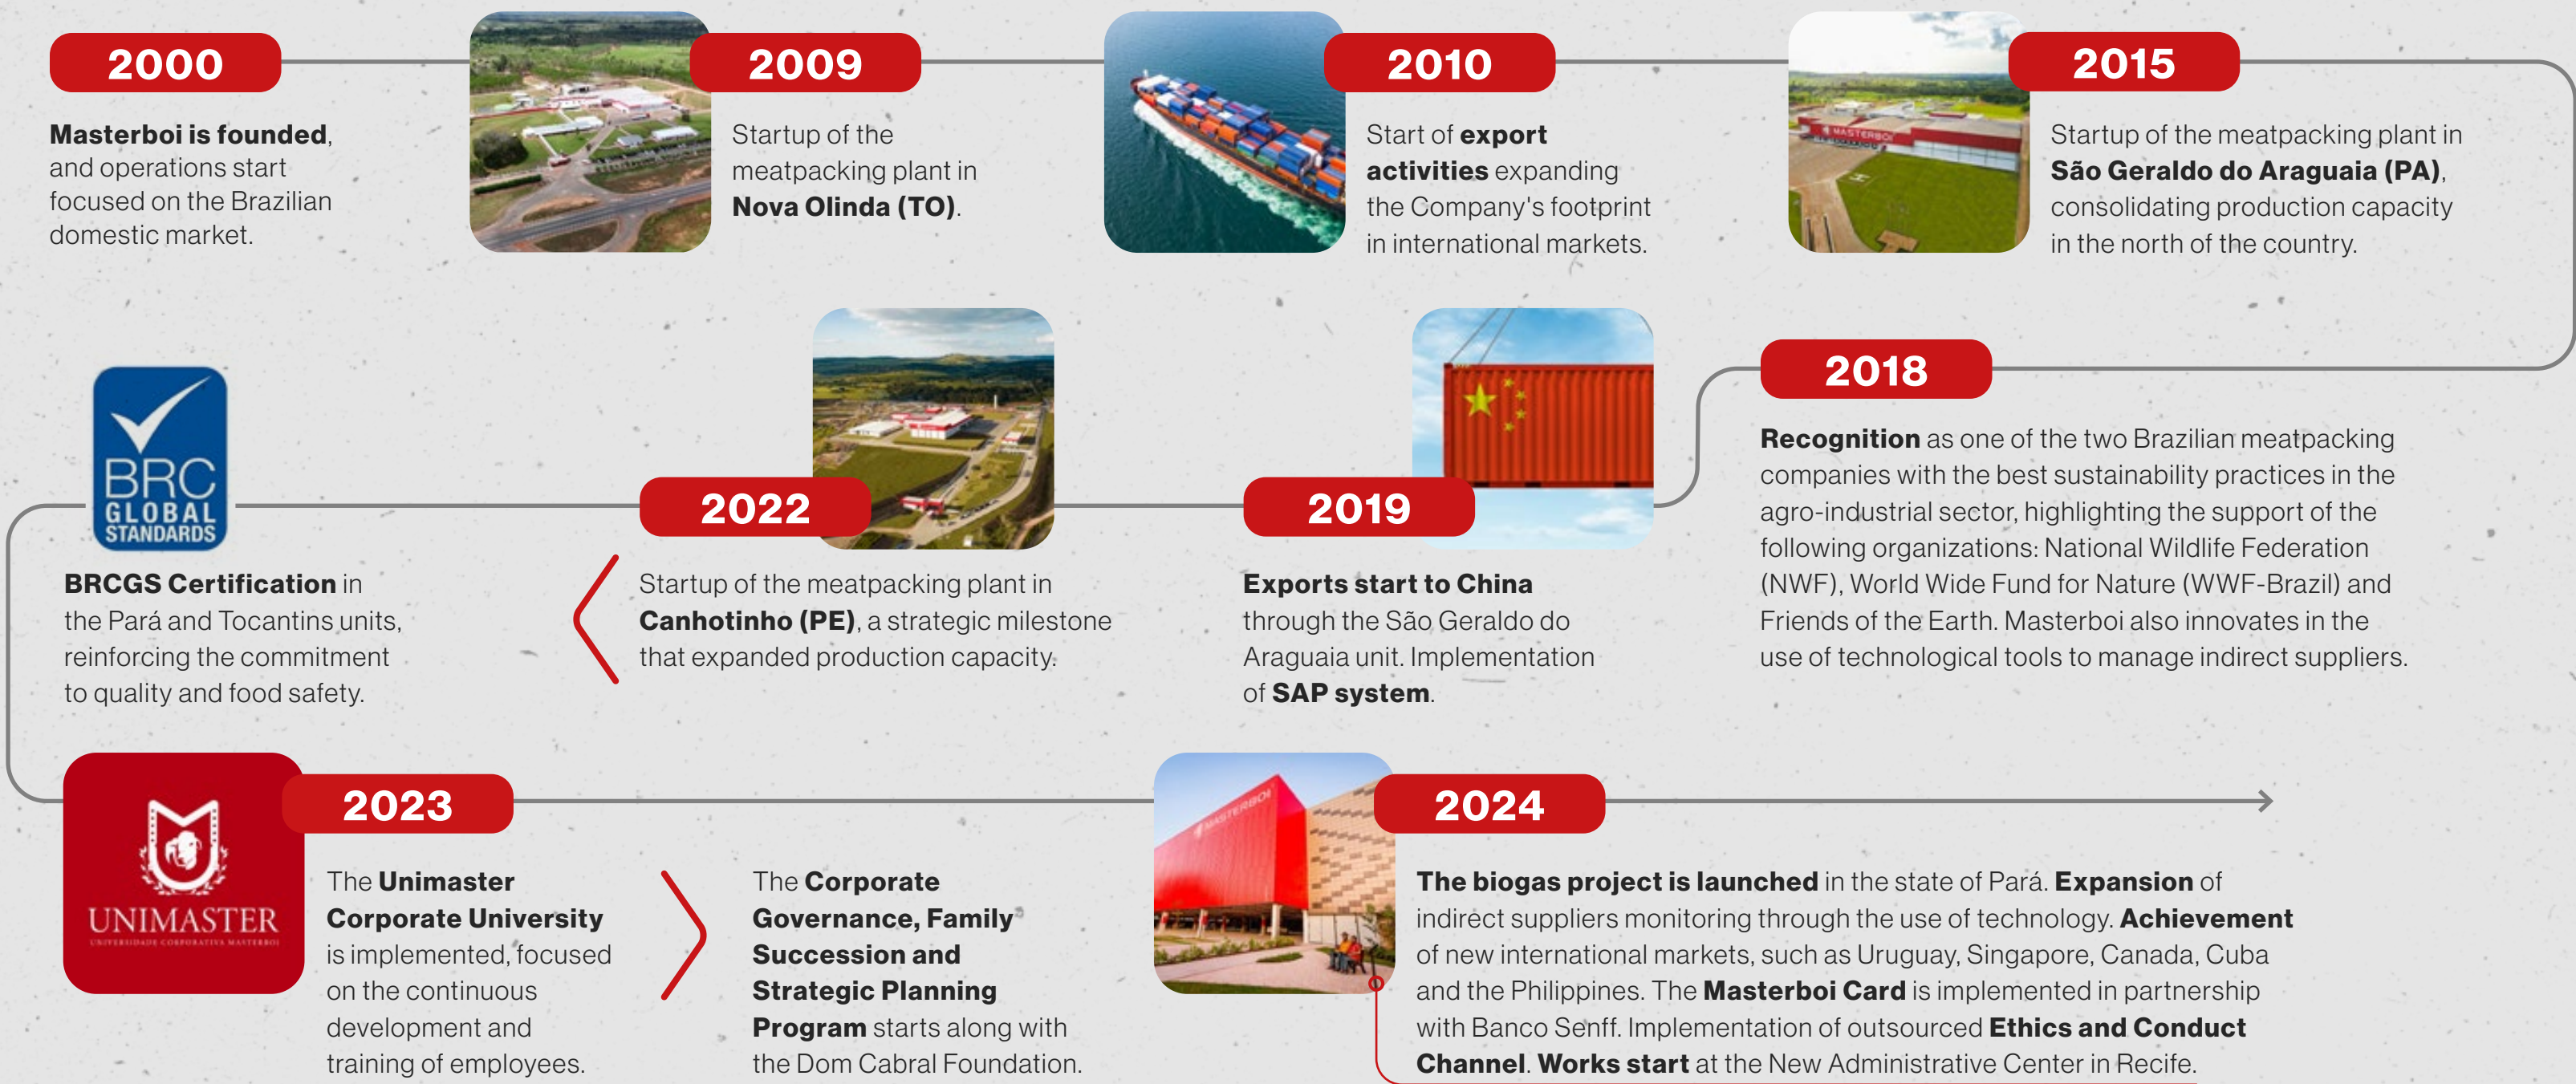 2000
Masterboi is founded,
and operations start
focused on the Brazilian
domestic market.
2009
Startup of the
meatpacking plant in
Nova Olinda (TO).
2010
Start of export
activities expanding
the Company's footprint
in international markets.
MASTERBOI
2015
Startup of the meatpacking plant in
São Geraldo do Araguaia (PA),
consolidating production capacity
in the north of the country.
2018
Recognition as one of the two Brazilian meatpacking
companies with the best sustainability practices in the
agro-industrial sector, highlighting the support of the
following organizations: National Wildlife Federation
(NWF), World Wide Fund for Nature (WWF-Brazil) and
Friends of the Earth. Masterboi also innovates in the
use of technological tools to manage indirect suppliers.
2019
Exports start to China
through the São Geraldo do
Araguaia unit. Implementation
of SAP system.
2022
Startup of the meatpacking plant in
Canhotinho (PE), a strategic milestone
that expanded production capacity.
BRC
GLOBAL
STANDARDS
BRCGS Certification in
the Pará and Tocantins units,
reinforcing the commitment
to quality and food safety.
UNIMASTER
UNIVERSIDADE CORPORATIVA MASTERBOI
2023
The Unimaster
Corporate University
is implemented, focused
on the continuous
development and
training of employees.
The Corporate
Governance, Family
Succession and
Strategic Planning
Program starts along with
the Dom Cabral Foundation.
MASTERBOI
2024
The biogas project is launched in the state of Pará. Expansion of
indirect suppliers monitoring through the use of technology. Achievement
of new international markets, such as Uruguay, Singapore, Canada, Cuba
and the Philippines. The Masterboi Card is implemented in partnership
with Banco Senff. Implementation of outsourced Ethics and Conduct
Channel. Works start at the New Administrative Center in Recife.